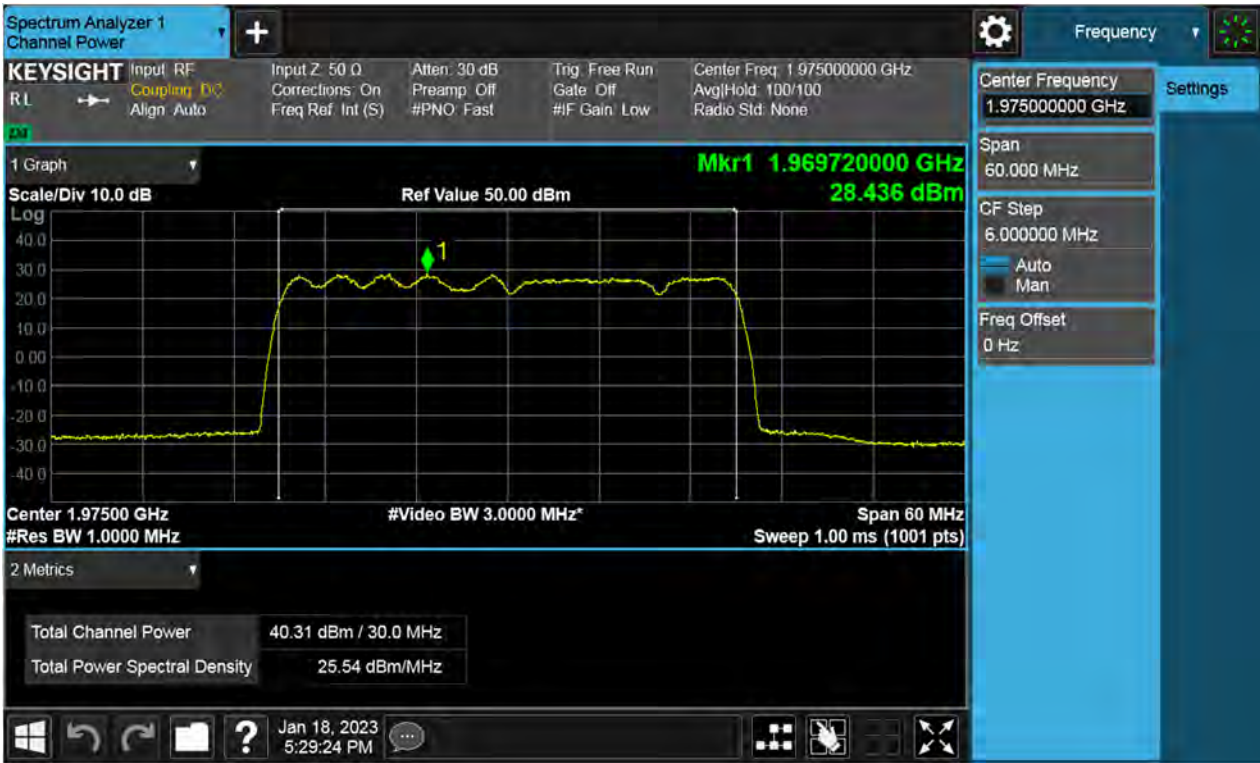 Spectrum Analyzer 1
Channel Power
+
Frequency
KEYSIGHT
RL
Input: RF
Coupling: DC
Align: Auto
Input Z: 50 Ω
Corrections: On
Freq Ref: Int (S)
Atten: 30 dB
Preamp: Off
#PNO: Fast
Trig: Free Run
Gate: Off
#IF Gain: Low
Center Freq: 1.975000000 GHz
Avg|Hold: 100/100
Radio Std: None
1 Graph
Mkr1 1.969720000 GHz
28.436 dBm
Scale/Div 10.0 dB
Ref Value 50.00 dBm
Log
40.0
30.0
20.0
10.0
0.00
-10.0
-20.0
-30.0
-40.0
1
Center 1.97500 GHz
#Video BW 3.0000 MHz*
Span 60 MHz
#Res BW 1.0000 MHz
Sweep 1.00 ms (1001 pts)
2 Metrics
Total Channel Power 40.31 dBm / 30.0 MHz
Total Power Spectral Density 25.54 dBm/MHz
Center Frequency
1.975000000 GHz
Settings
Span
60.000 MHz
CF Step
6.000000 MHz
Auto
Man
Freq Offset
0 Hz
?
Jan 18, 2023
5:29:24 PM